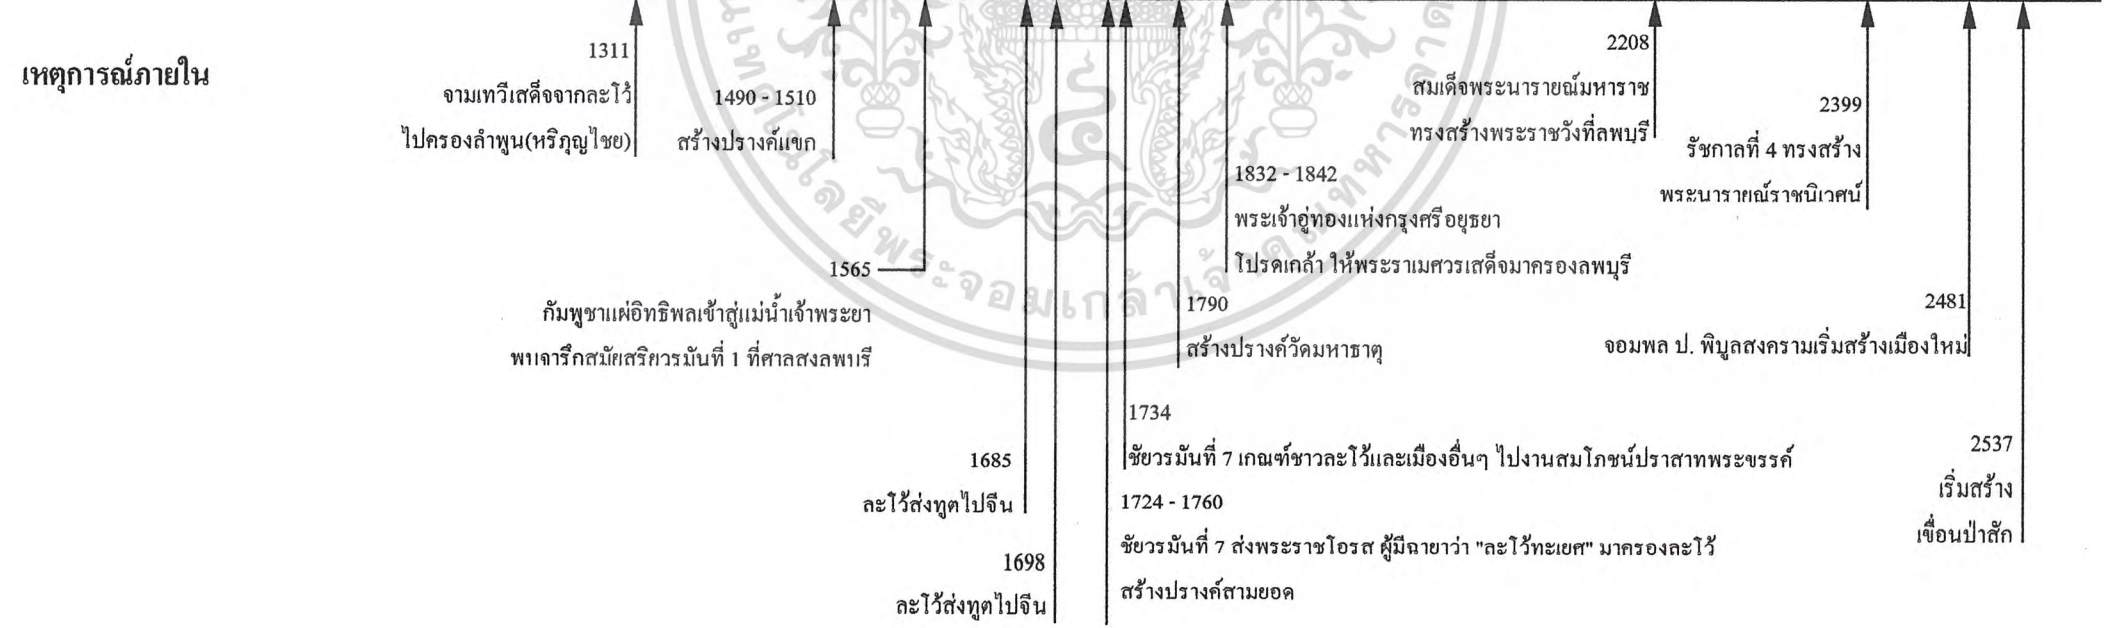 เหตุการณ์ภายใน
1311
จามเทวีเสด็จจากละโว้
ไปครองลำพูน(หริภุญไชย)
1490 - 1510
สร้างปรางค์แขก
1565
กัมพูชาแผ่อิทธิพลเข้าสู่แม่น้ำเจ้าพระยา
พบจารึกสมัยสุริยวรมันที่ 1 ที่ศาลสูงลพบุรี
1685
ละโว้ส่งทูตไปจีน
1698
ละโว้ส่งทูตไปจีน
1724 - 1760
ชัยวรมันที่ 7 ส่งพระราชโอรส ผู้มีฉายาว่า "ละโว้ทะเยศ" มาครองละโว้
สร้างปรางค์สามยอด
1734
ชัยวรมันที่ 7 เกณฑ์ชาวละโว้และเมืองอื่นๆ ไปงานสมโภชน์ปราสาทพระขรรค์
1790
สร้างปรางค์วัดมหาธาตุ
1832 - 1842
พระเจ้าอู่ทองแห่งกรุงศรีอยุธยา
โปรดเกล้า ให้พระราเมศวรเสด็จมาครองลพบุรี
2208
สมเด็จพระนารายณ์มหาราช
ทรงสร้างพระราชวังที่ลพบุรี
2399
รัชกาลที่ 4 ทรงสร้าง
พระนารายณ์ราชนิเวศน์
2481
จอมพล ป. พิบูลสงครามเริ่มสร้างเมืองใหม่
2537
เริ่มสร้าง
เขื่อนป่าสัก